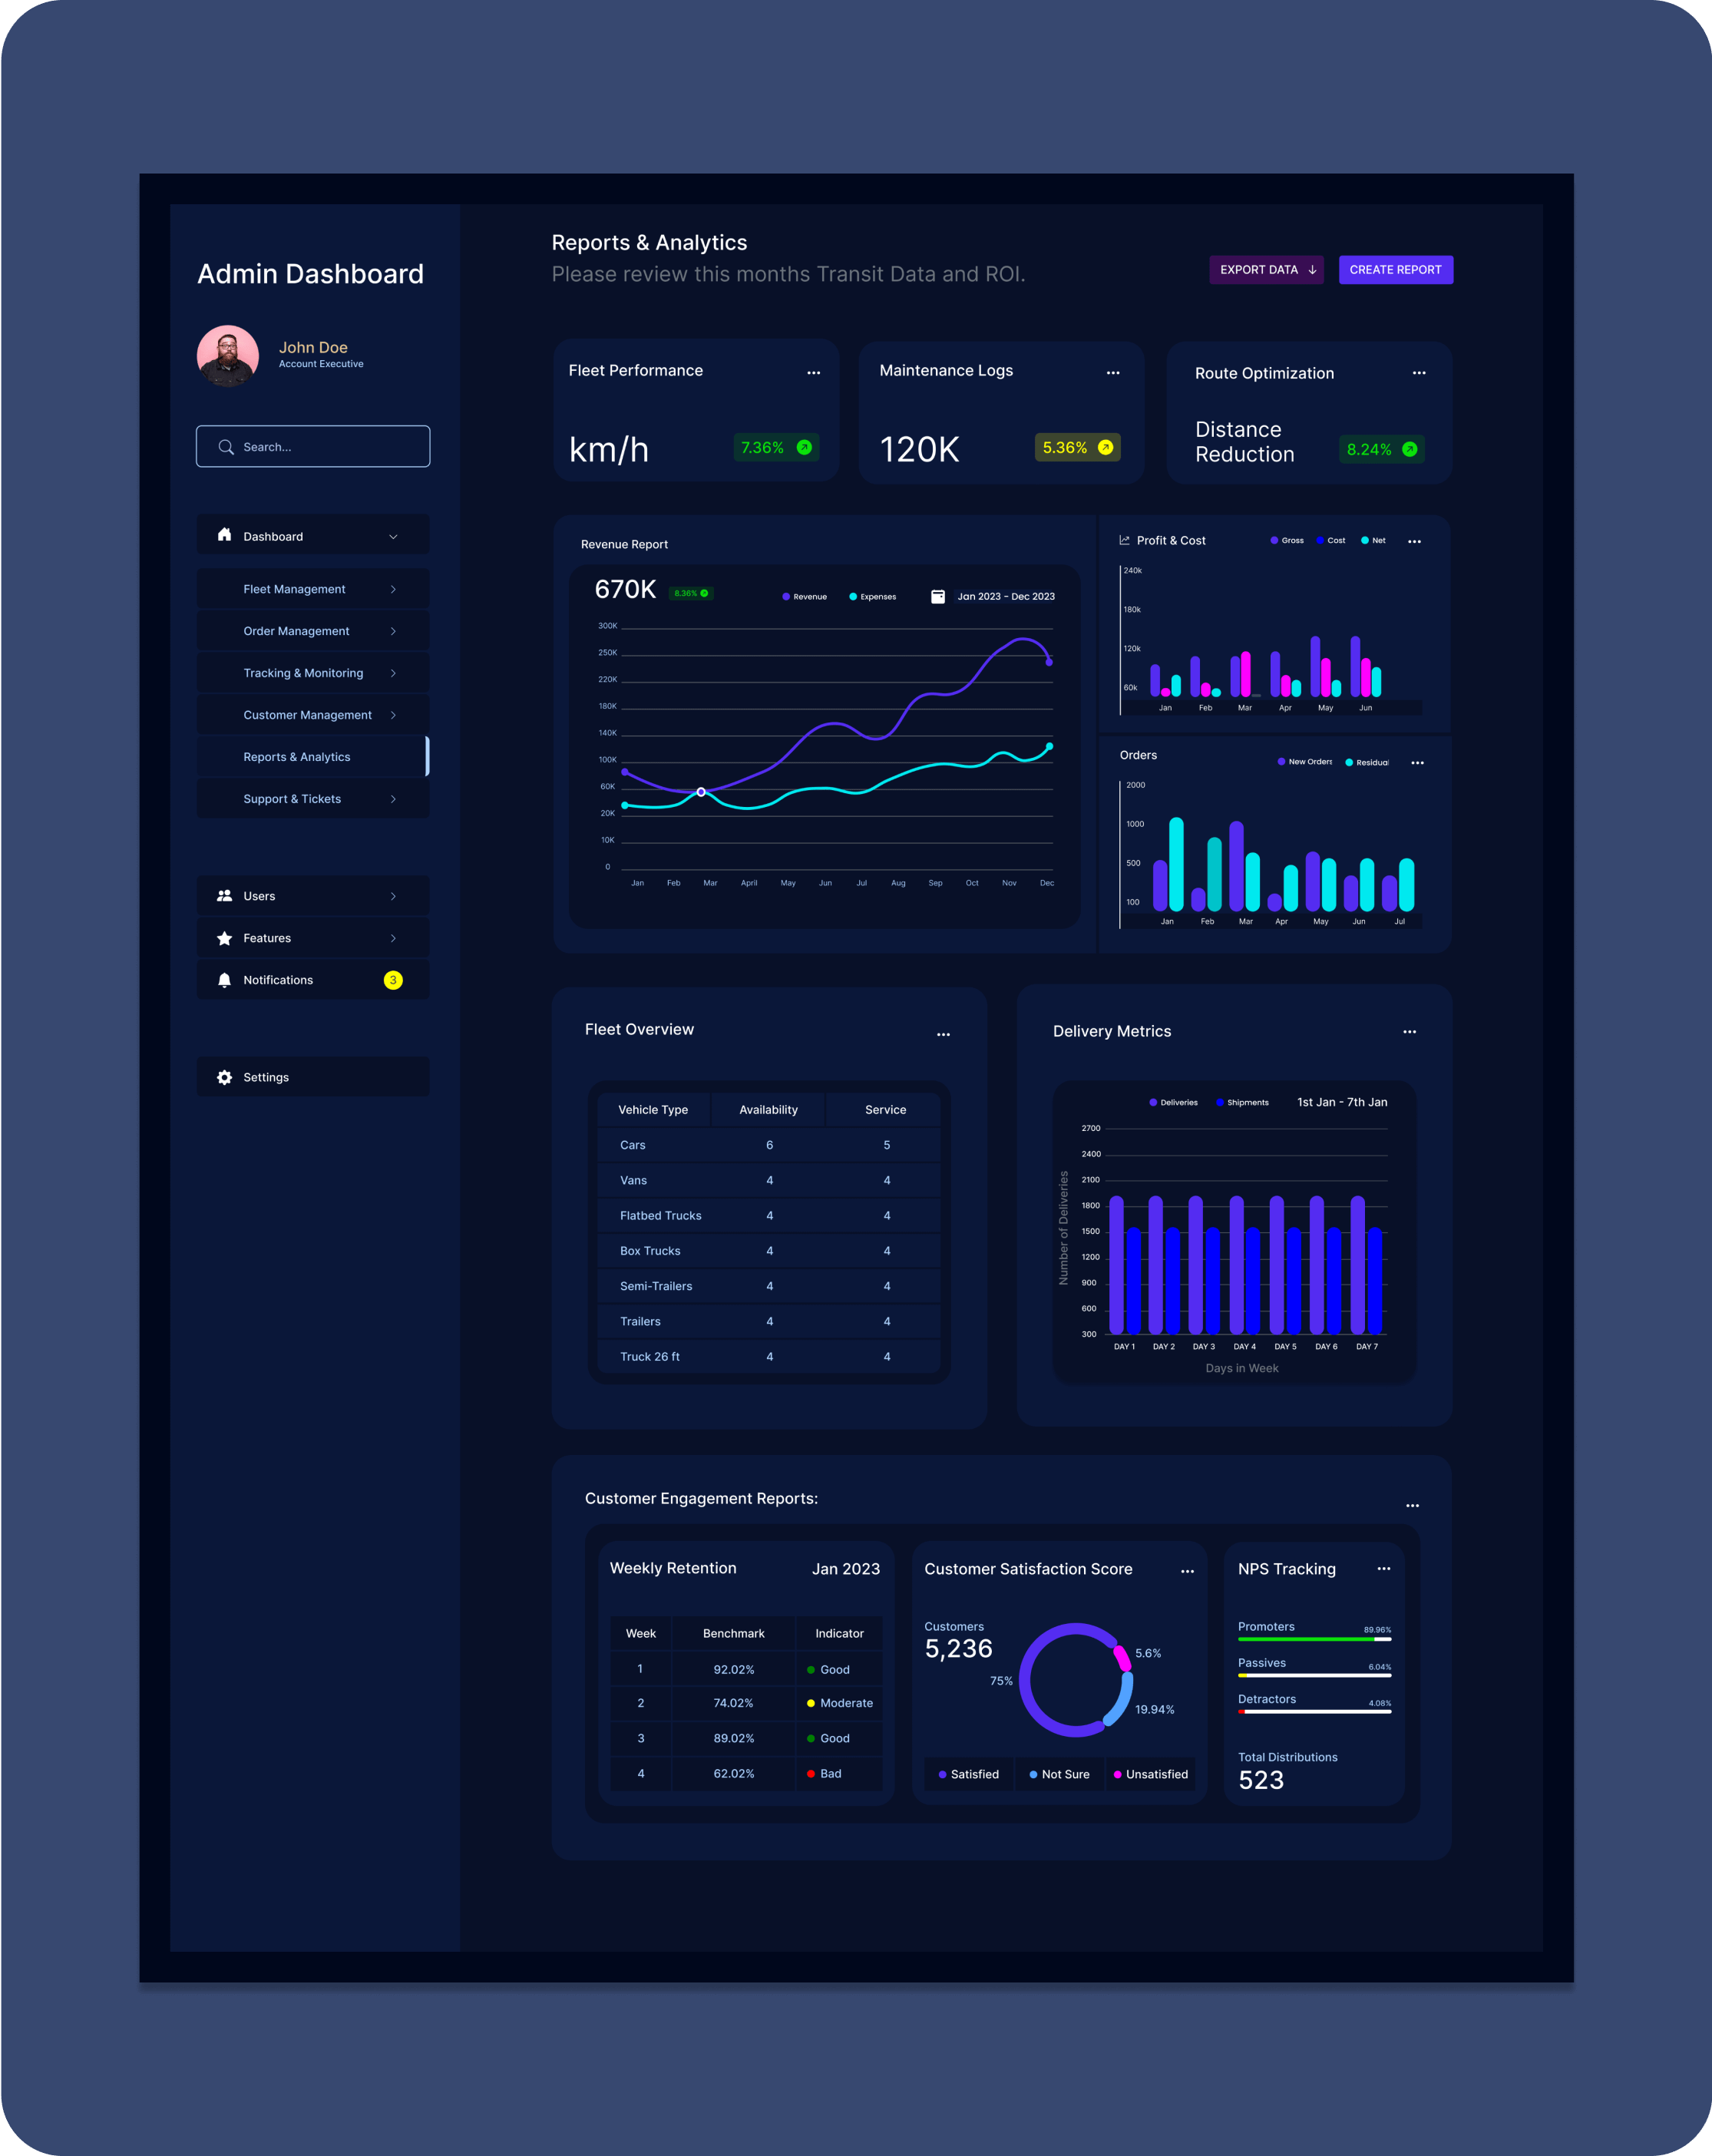 Admin Dashboard
John Doe
Account Executive
Search...
Dashboard
Fleet Management
Order Management
Tracking & Monitoring
Customer Management
Reports & Analytics
Support & Tickets
Users
Features
Notifications 3
Settings
Reports & Analytics
Please review this months Transit Data and ROI.
EXPORT DATA
CREATE REPORT
Fleet Performance
km/h 7.36%
Maintenance Logs
120K 5.36%
Route Optimization
Distance
Reduction 8.24%
Revenue Report
670K 8.36% Revenue Expenses Jan 2023 - Dec 2023
300K
250K
220K
180K
140K
100K
60K
20K
10K
0
Jan Feb Mar April May Jun Jul Aug Sep Oct Nov Dec
Profit & Cost Gross Cost Net
240k
180k
120k
60k
Jan Feb Mar Apr May Jun
Orders New Orders Residual
2000
1000
500
100
Jan Feb Mar Apr May Jun Jul
Fleet Overview
Vehicle Type Availability Service
Cars 6 5
Vans 4 4
Flatbed Trucks 4 4
Box Trucks 4 4
Semi-Trailers 4 4
Trailers 4 4
Truck 26 ft 4 4
Delivery Metrics
Deliveries Shipments 1st Jan - 7th Jan
Number of Deliveries
2700
2400
2100
1800
1500
1200
900
600
300
DAY 1 DAY 2 DAY 3 DAY 4 DAY 5 DAY 6 DAY 7
Days in Week
Customer Engagement Reports:
Weekly Retention Jan 2023
Week Benchmark Indicator
1 92.02% Good
2 74.02% Moderate
3 89.02% Good
4 62.02% Bad
Customer Satisfaction Score
Customers
5,236
5.6%
75%
19.94%
Satisfied Not Sure Unsatisfied
NPS Tracking
Promoters 89.96%
Passives 6.04%
Detractors 4.08%
Total Distributions
523